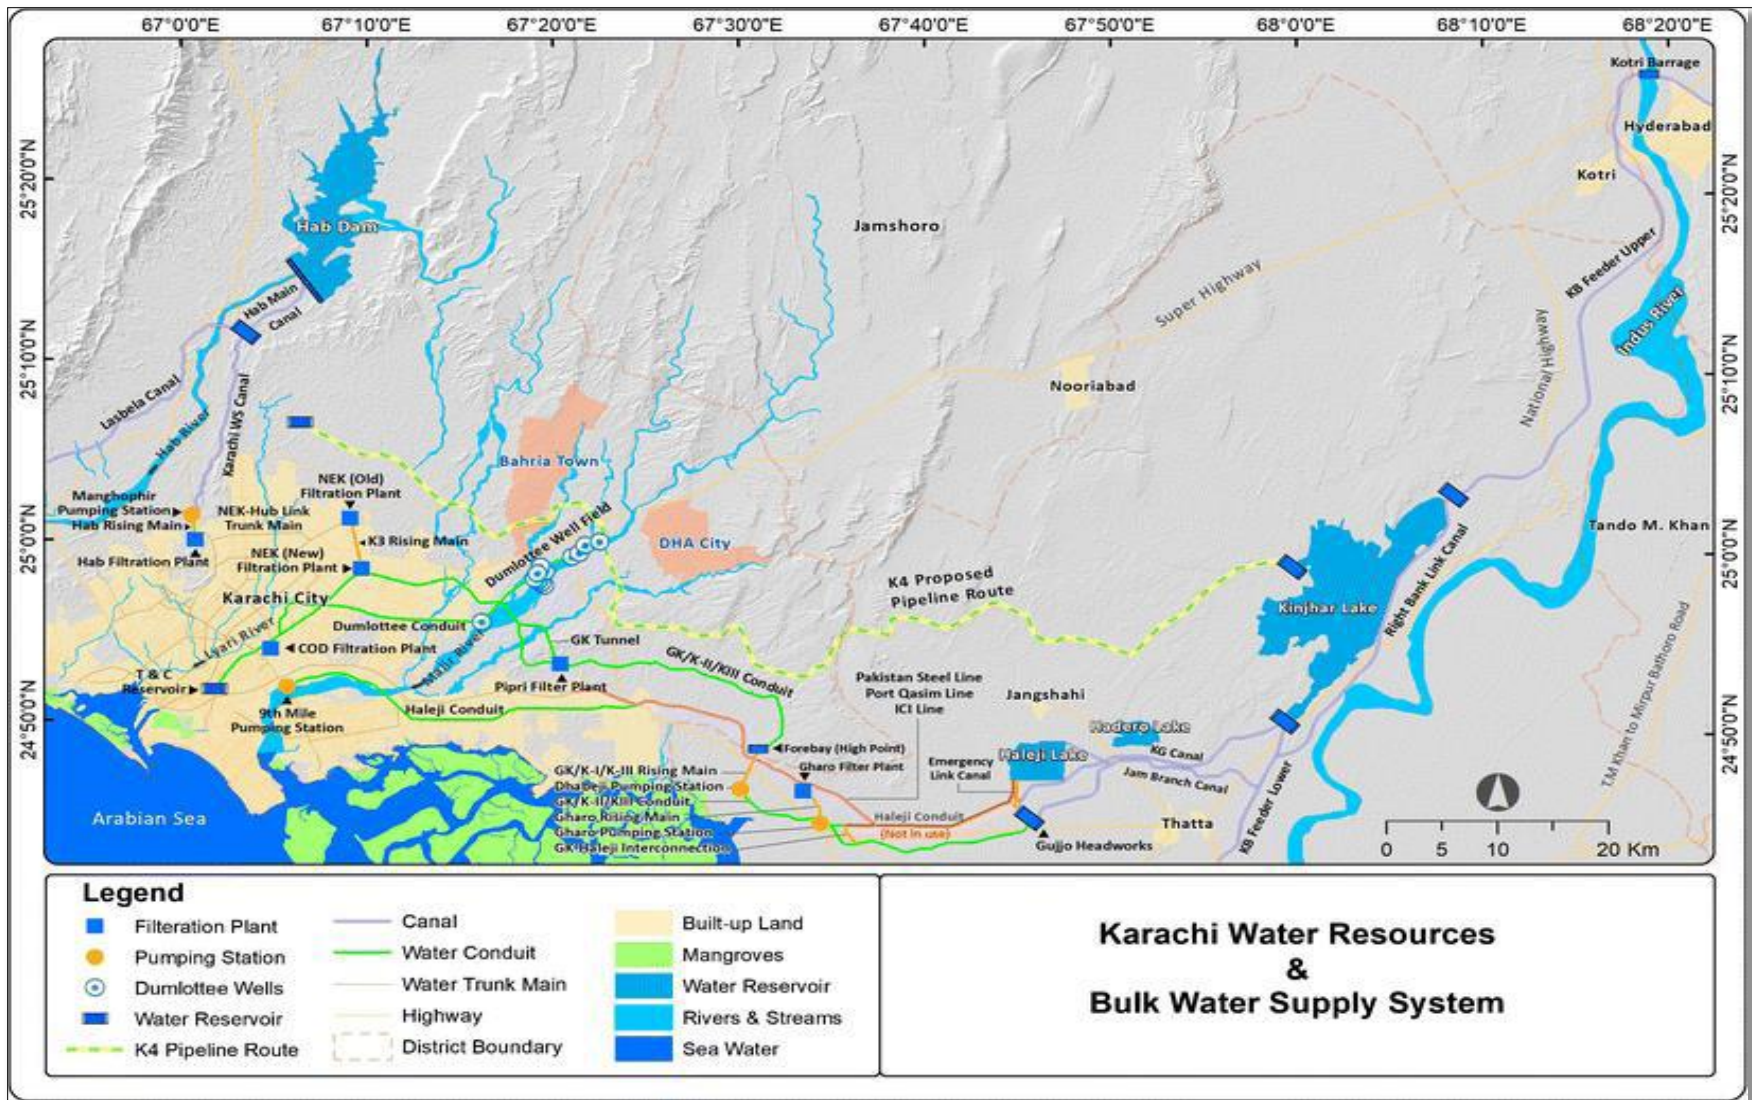 67°0'0"E 67°10'0"E 67°20'0"E 67°30'0"E 67°40'0"E 67°50'0"E 68°0'0"E 68°10'0"E 68°20'0"E
25°20'0"N
25°10'0"N
25°0'0"N
24°50'0"N
25°20'0"N
25°10'0"N
25°0'0"N
24°50'0"N
Kotri Barrage
Hyderabad
Kotri
Hab Dam
Jamshoro
KB Feeder Upper
Super Highway
Hab Main
Canal
Indus River
National Highway
Lasbela Canal
Hab River
Karachi WS Canal
Nooriabad
Bahria Town
NEK (Old)
Filtration Plant
Manghophir
Pumping Station
Hab Rising Main
NEK-Hub Link
Trunk Main
K3 Rising Main
Dumlottee Well Field
DHA City
Tando M. Khan
Hab Filtration Plant
NEK (New)
Filtration Plant
K4 Proposed
Pipeline Route
Right Bank Link Canal
Karachi City
Kinjhar Lake
Dumlottee Conduit
Lyari River
COD Filtration Plant
Malir River
GK Tunnel
GK/K-II/KIII Conduit
T & C
Reservoir
Pipri Filter Plant
Pakistan Steel Line
Port Qasim Line
ICI Line
Jangshahi
T.M Khan to Mirpur Bathoro Road
9th Mile
Pumping Station
Haleji Conduit
Hadero Lake
Forebay (High Point)
Haleji Lake
KG Canal
Gharo Filter Plant
Emergency
Link Canal
Jam Branch Canal
GK/K-I/K-III Rising Main
Dhabeji Pumping Station
GK/K-II/KIII Conduit
Gharo Rising Main
Gharo Pumping Station
GK-Haleji Interconnection
Haleji Conduit
(Not in use)
Arabian Sea
Thatta
KB Feeder Lower
Gujjo Headworks
0 5 10 20 Km
Legend
Filteration Plant
Pumping Station
Dumlottee Wells
Water Reservoir
K4 Pipeline Route
Canal
Water Conduit
Water Trunk Main
Highway
District Boundary
Built-up Land
Mangroves
Water Reservoir
Rivers & Streams
Sea Water
Karachi Water Resources
&
Bulk Water Supply System